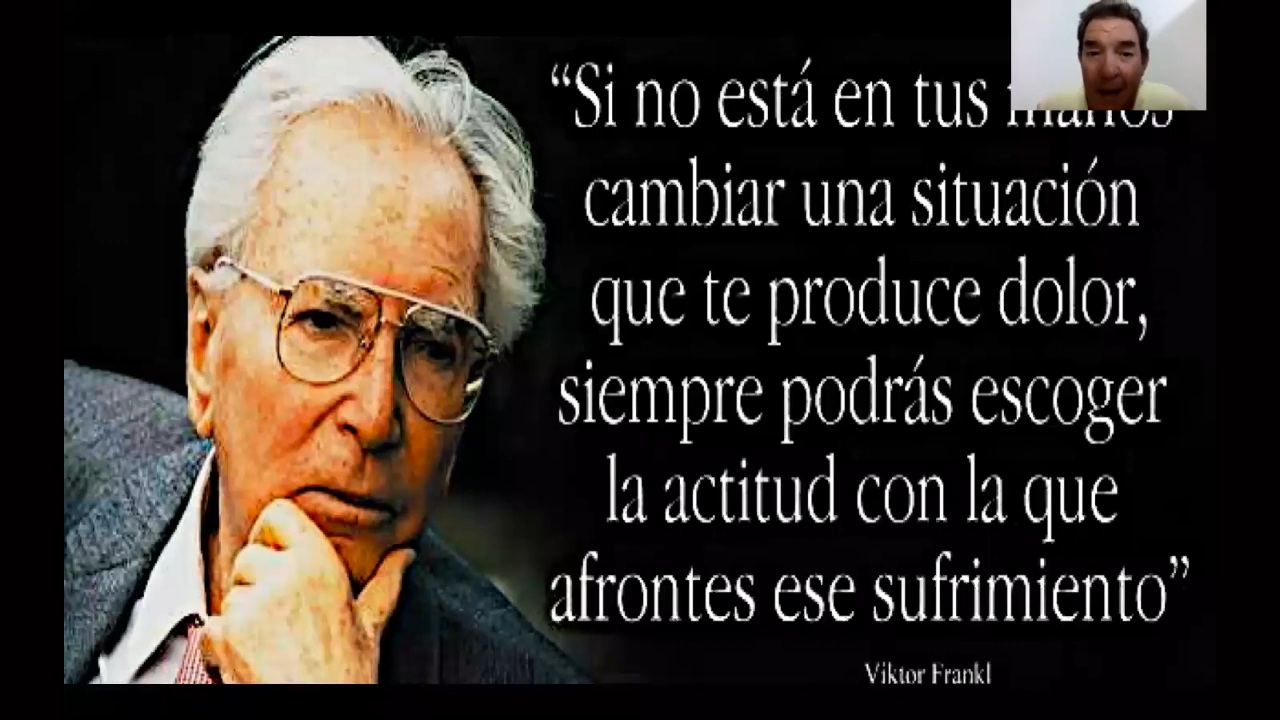 “Si no está en tus manos
cambiar una situación
que te produce dolor,
siempre podrás escoger
la actitud con la que
afrontes ese sufrimiento”
Viktor Frankl